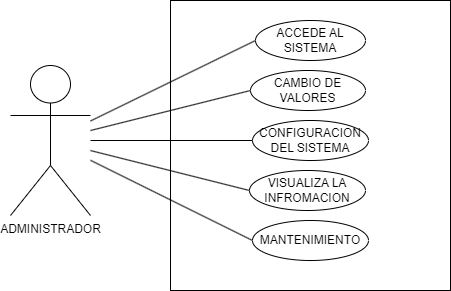 ACCEDE AL
SISTEMA
CAMBIO DE
VALORES
CONFIGURACION
DEL SISTEMA
VISUALIZA LA
INFROMACION
MANTENIMIENTO
ADMINISTRADOR